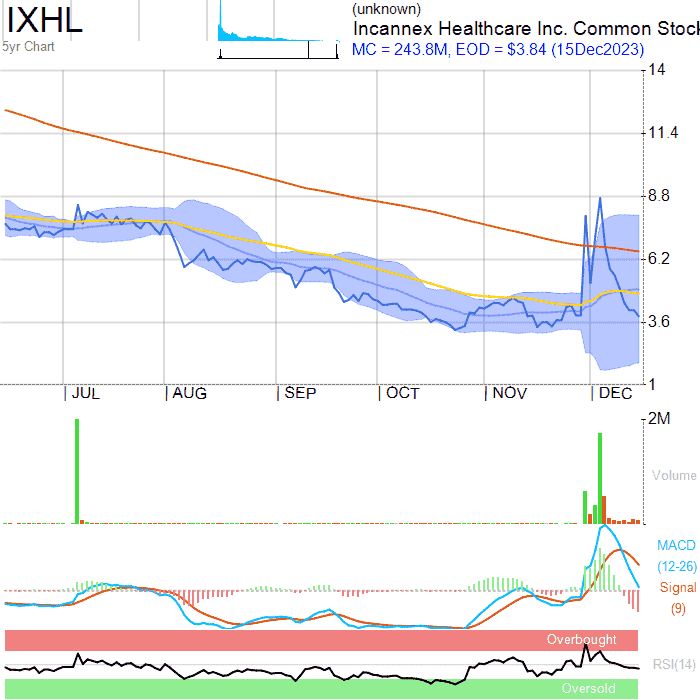 IXHL
5yr Chart
(unknown)
Incannex Healthcare Inc. Common Stock
MC = 243.8M, EOD = $3.84 (15Dec2023)
14
11.4
8.8
6.2
3.6
1
JUL AUG SEP OCT NOV DEC
2M
Volume
MACD
(12-26)
Signal
(9)
Overbought
RSI(14)
Oversold